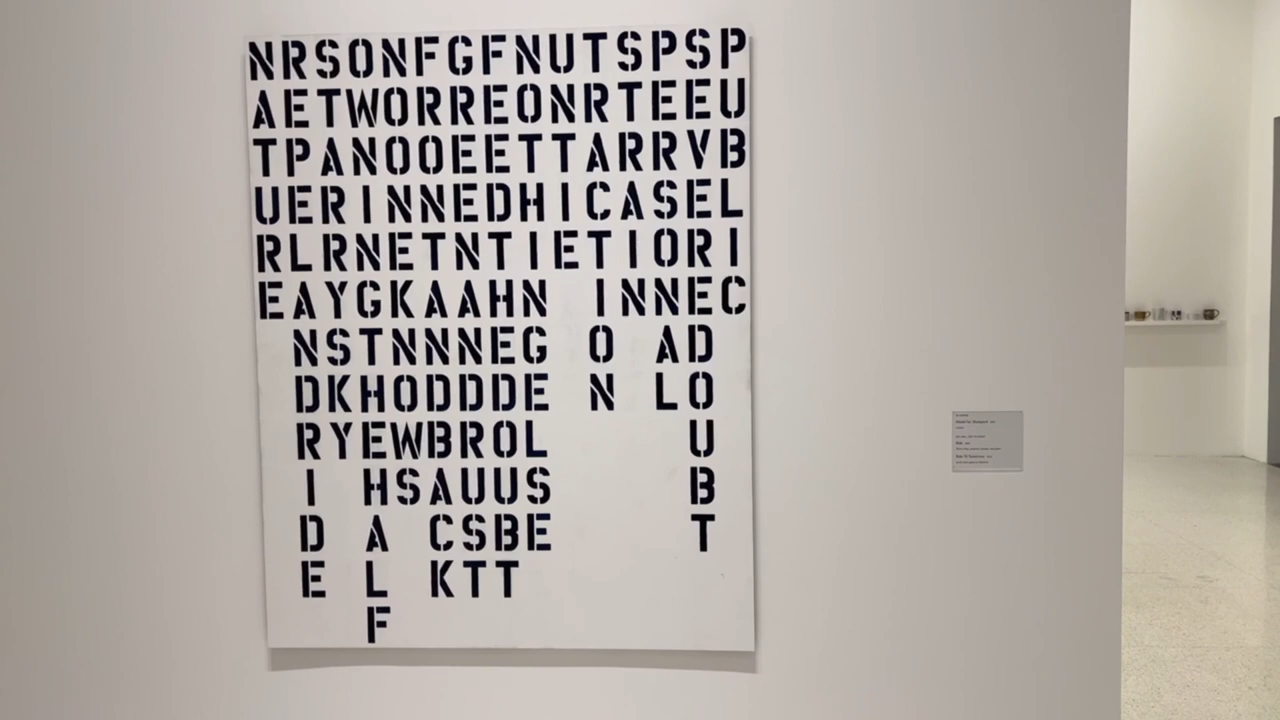 NRSONFGFNUTSPSP
AETWORREONRTEEU
TPANOOEETTARRVB
UERINNEDHICASEL
RLRNETNTIETIORI
EAYGKAAHN INNEC
NSTNNNEG O AD
DKHODDDE N LO
RYEWBROL U
I HSAUUS B
D A CSBE T
E L KTT
F